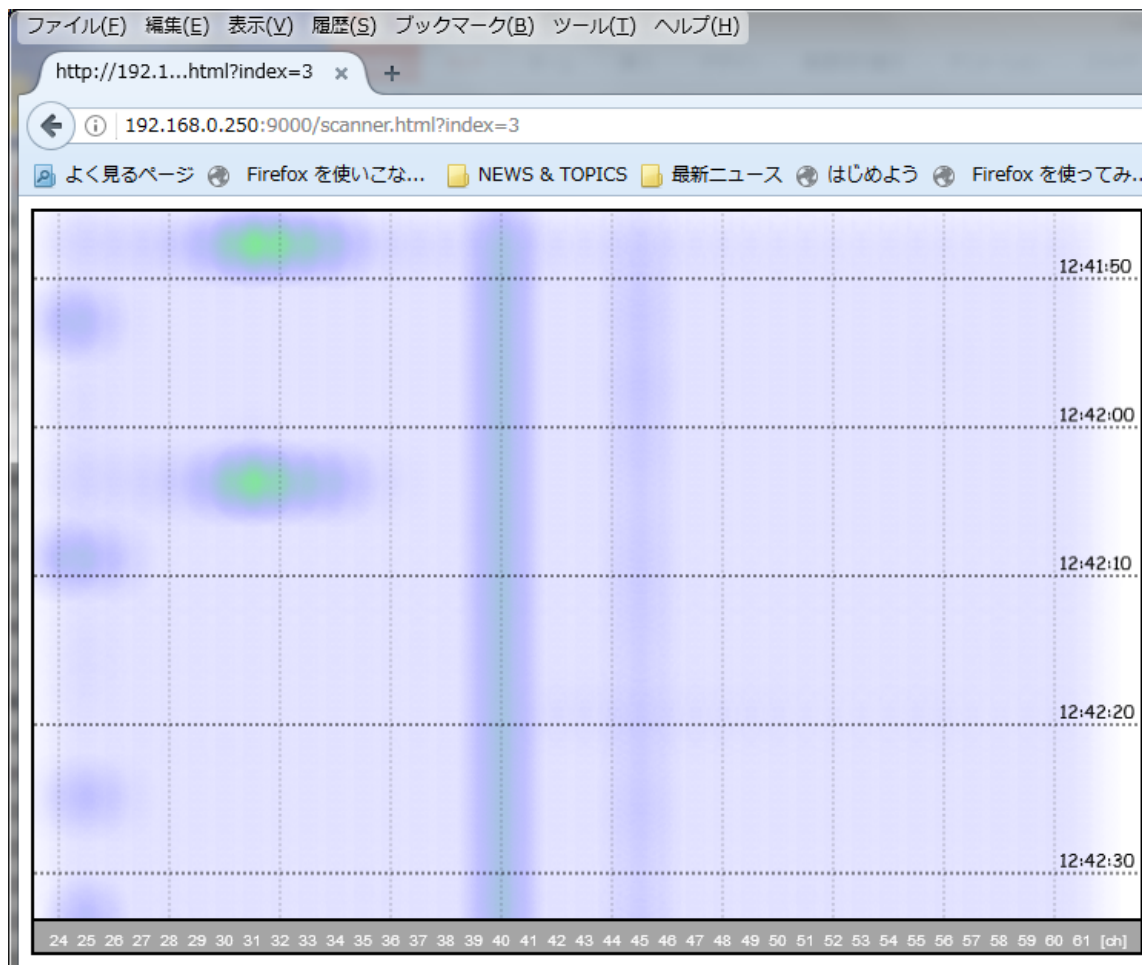 ファイル(F) 編集(E) 表示(V) 履歴(S) ブックマーク(B) ツール(T) ヘルプ(H)
http://192.1...html?index=3 × +
192.168.0.250:9000/scanner.html?index=3
よく見るページ Firefox を使いこな... NEWS & TOPICS 最新ニュース はじめよう Firefox を使ってみ...
12:41:50
12:42:00
12:42:10
12:42:20
12:42:30
24 25 26 27 28 29 30 31 32 33 34 35 36 37 38 39 40 41 42 43 44 45 46 47 48 49 50 51 52 53 54 55 56 57 58 59 60 61 [ch]